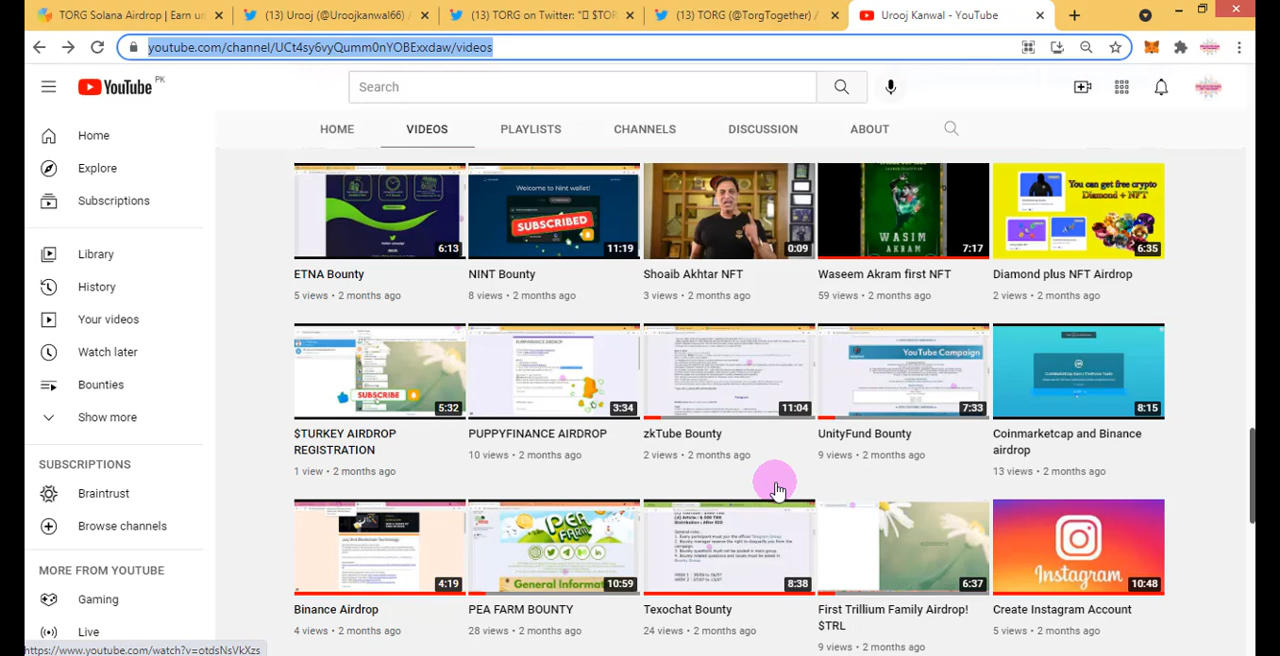 TORG Solana Airdrop | Earn un
(13) Urooj (@Uroojkanwal66) /
(13) TORG on Twitter: "
$TOR
(13) TORG (@TorgTogether) /
Urooj Kanwal - YouTube
youtube.com/channel/UCt4sy6vyQumm0nYOBExxdaw/videos
YouTube PK
Search
HOME
VIDEOS
PLAYLISTS
CHANNELS
DISCUSSION
ABOUT
Home
Explore
Subscriptions
Library
History
Your videos
Watch later
Bounties
Show more
SUBSCRIPTIONS
Braintrust
Browse channels
MORE FROM YOUTUBE
Gaming
Live
https://www.youtube.com/watch?v=otdsNsVkXzs
6:13
ETNA Bounty
5 views • 2 months ago
Welcome to Nint wallet!
SUBSCRIBED
11:19
NINT Bounty
8 views • 2 months ago
0:09
Shoaib Akhtar NFT
3 views • 2 months ago
WASIM
AKRAM
7:17
Waseem Akram first NFT
59 views • 2 months ago
You can get free crypto
Diamond + NFT
6:35
Diamond plus NFT Airdrop
2 views • 2 months ago
SUBSCRIBE
5:32
$TURKEY AIRDROP
REGISTRATION
1 view • 2 months ago
PUPPYFINANCE AIRDROP
3:34
PUPPYFINANCE AIRDROP
10 views • 2 months ago
11:04
zkTube Bounty
2 views • 2 months ago
YouTube Campaign
7:33
UnityFund Bounty
9 views • 2 months ago
8:15
Coinmarketcap and Binance
airdrop
13 views • 2 months ago
4:19
Binance Airdrop
4 views • 2 months ago
PEA
FARM
General Informat
10:59
PEA FARM BOUNTY
28 views • 2 months ago
8:38
Texochat Bounty
24 views • 2 months ago
6:37
First Trillium Family Airdrop!
$TRL
9 views • 2 months ago
Instagram
10:48
Create Instagram Account
5 views • 2 months ago